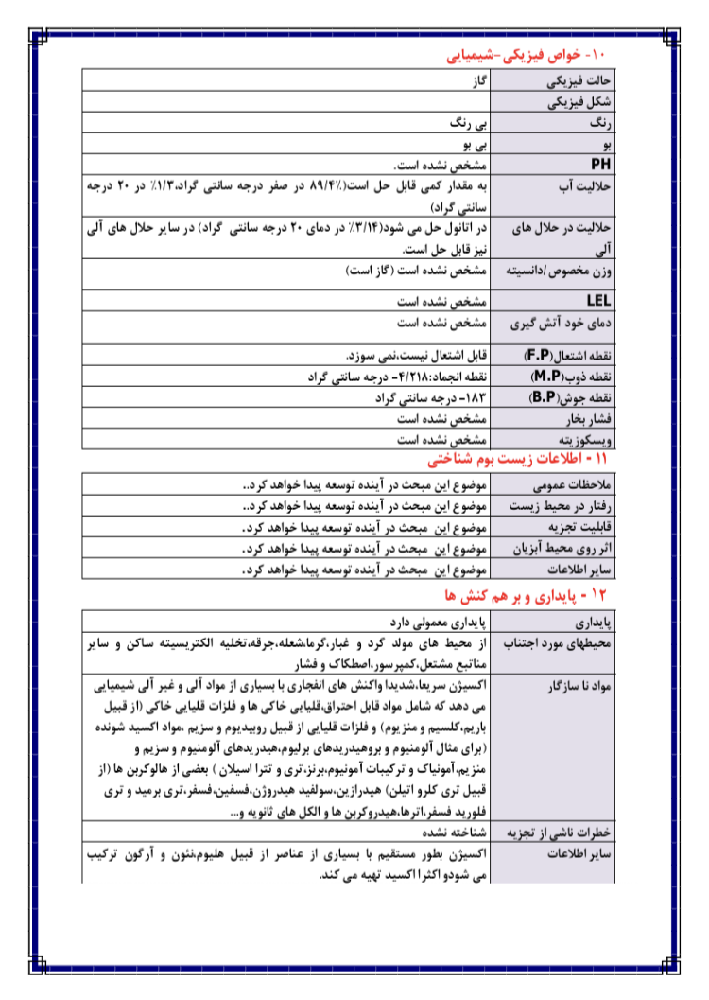 ۱۰- خواص فیزیکی -شیمیایی
حالت فیزیکی گاز
شکل فیزیکی
رنگ بی رنگ
بو بی بو
PH مشخص نشده است.
حلالیت آب به مقدار کمی قابل حل است(۸۹/۴٪ در صفر درجه سانتی گراد،۱/۳٪ در ۲۰ درجه
سانتی گراد)
حلالیت در حلال های در اتانول حل می شود(۳/۱۴٪ در دمای ۲۰ درجه سانتی گراد) در سایر حلال های آلی
آلی نیز قابل حل است.
وزن مخصوص/دانسیته مشخص نشده است (گاز است)
LEL مشخص نشده است
دمای خود آتش گیری مشخص نشده است
نقطه اشتعال(F.P) قابل اشتعال نیست،نمی سوزد.
نقطه ذوب(M.P) نقطه انجماد:۴/۲۱۸- درجه سانتی گراد
نقطه جوش(B.P) ۱۸۳- درجه سانتی گراد
فشار بخار مشخص نشده است
ویسکوزیته مشخص نشده است
۱۱ - اطلاعات زیست بوم شناختی
ملاحظات عمومی موضوع این مبحث در آینده توسعه پیدا خواهد کرد..
رفتار در محیط زیست موضوع این مبحث در آینده توسعه پیدا خواهد کرد..
قابلیت تجزیه موضوع این مبحث در آینده توسعه پیدا خواهد کرد.
اثر روی محیط آبزیان موضوع این مبحث در آینده توسعه پیدا خواهد کرد.
سایر اطلاعات موضوع این مبحث در آینده توسعه پیدا خواهد کرد.
۱۲ - پایداری و بر هم کنش ها
پایداری پایداری معمولی دارد
محیطهای مورد اجتناب از محیط های مولد گرد و غبار،گرما،شعله،جرقه،تخلیه الکتریسیته ساکن و سایر
مناتبع مشتعل،کمپرسور،اصطکاک و فشار
مواد نا سازگار اکسیژن سریعا،شدیدا واکنش های انفجاری با بسیاری از مواد آلی و غیر آلی شیمیایی
می دهد که شامل مواد قابل احتراق،قلیایی خاکی ها و فلزات قلیایی خاکی (از قبیل
باریم،کلسیم و منزیوم) و فلزات قلیایی از قبیل روبیدیوم و سزیم ،مواد اکسید شونده
(برای مثال آلومنیوم و بروهیدریدهای برلیوم،هیدریدهای آلومنیوم و سزیم و
منزیم،آمونیاک و ترکیبات آمونیوم،برنز،تری و تترا اسیلان ) بعضی از هالوکربن ها (از
قبیل تری کلرو اتیلن) هیدرازین،سولفید هیدروژن،فسفین،فسفر،تری برمید و تری
فلورید فسفر،اترها،هیدروکربن ها و الکل های ثانویه و...
خطرات ناشی از تجزیه شناخته نشده
سایر اطلاعات اکسیژن بطور مستقیم با بسیاری از عناصر از قبیل هلیوم،نئون و آرگون ترکیب
می شودو اکثرا اکسید تهیه می کند.